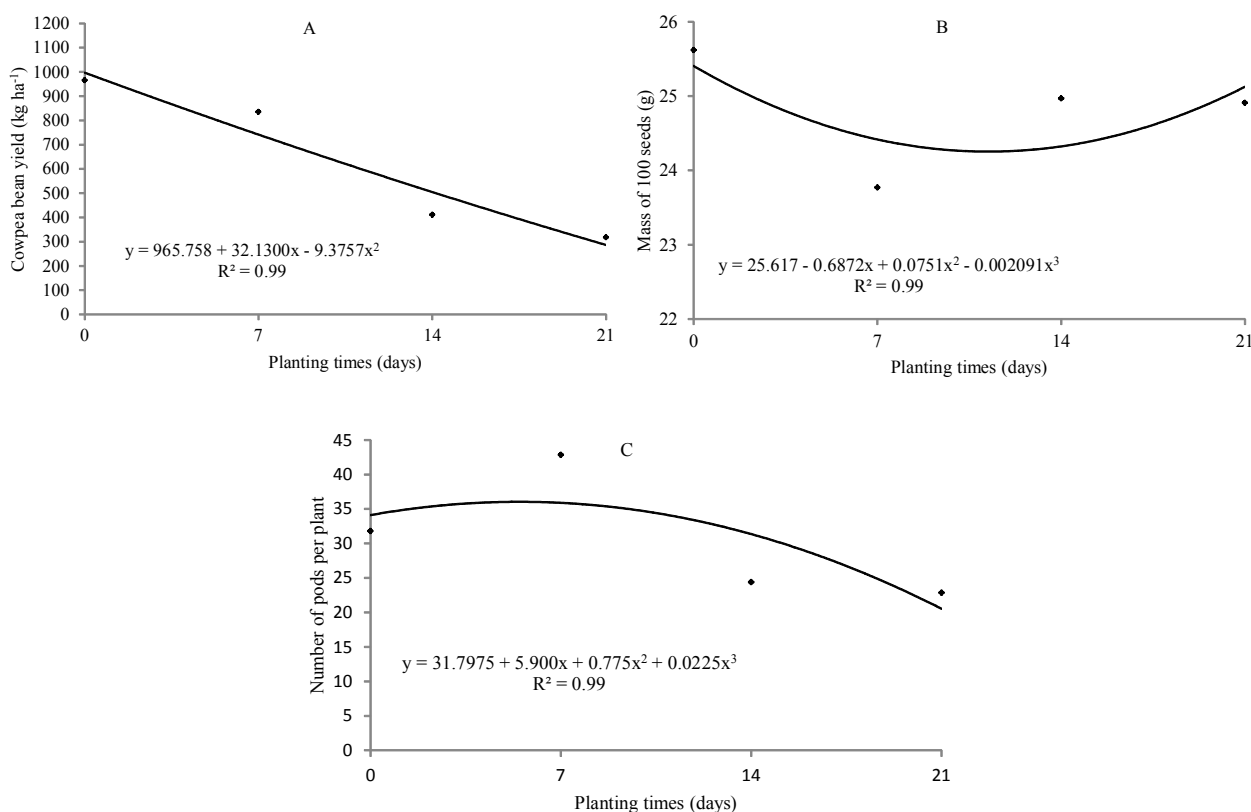 A
Cowpea bean yield (kg ha⁻¹)
1200
1100
1000
900
800
700
600
500
400
300
200
100
0
y = 965.758 + 32.1300x - 9.3757x²
R² = 0.99
0 7 14 21
Planting times (days)
B
Mass of 100 seeds (g)
26
25
24
23
22
y = 25.617 - 0.6872x + 0.0751x² - 0.002091x³
R² = 0.99
0 7 14 21
Planting times (days)
C
Number of pods per plant
45
40
35
30
25
20
15
10
5
0
y = 31.7975 + 5.900x + 0.775x² + 0.0225x³
R² = 0.99
0 7 14 21
Planting times (days)